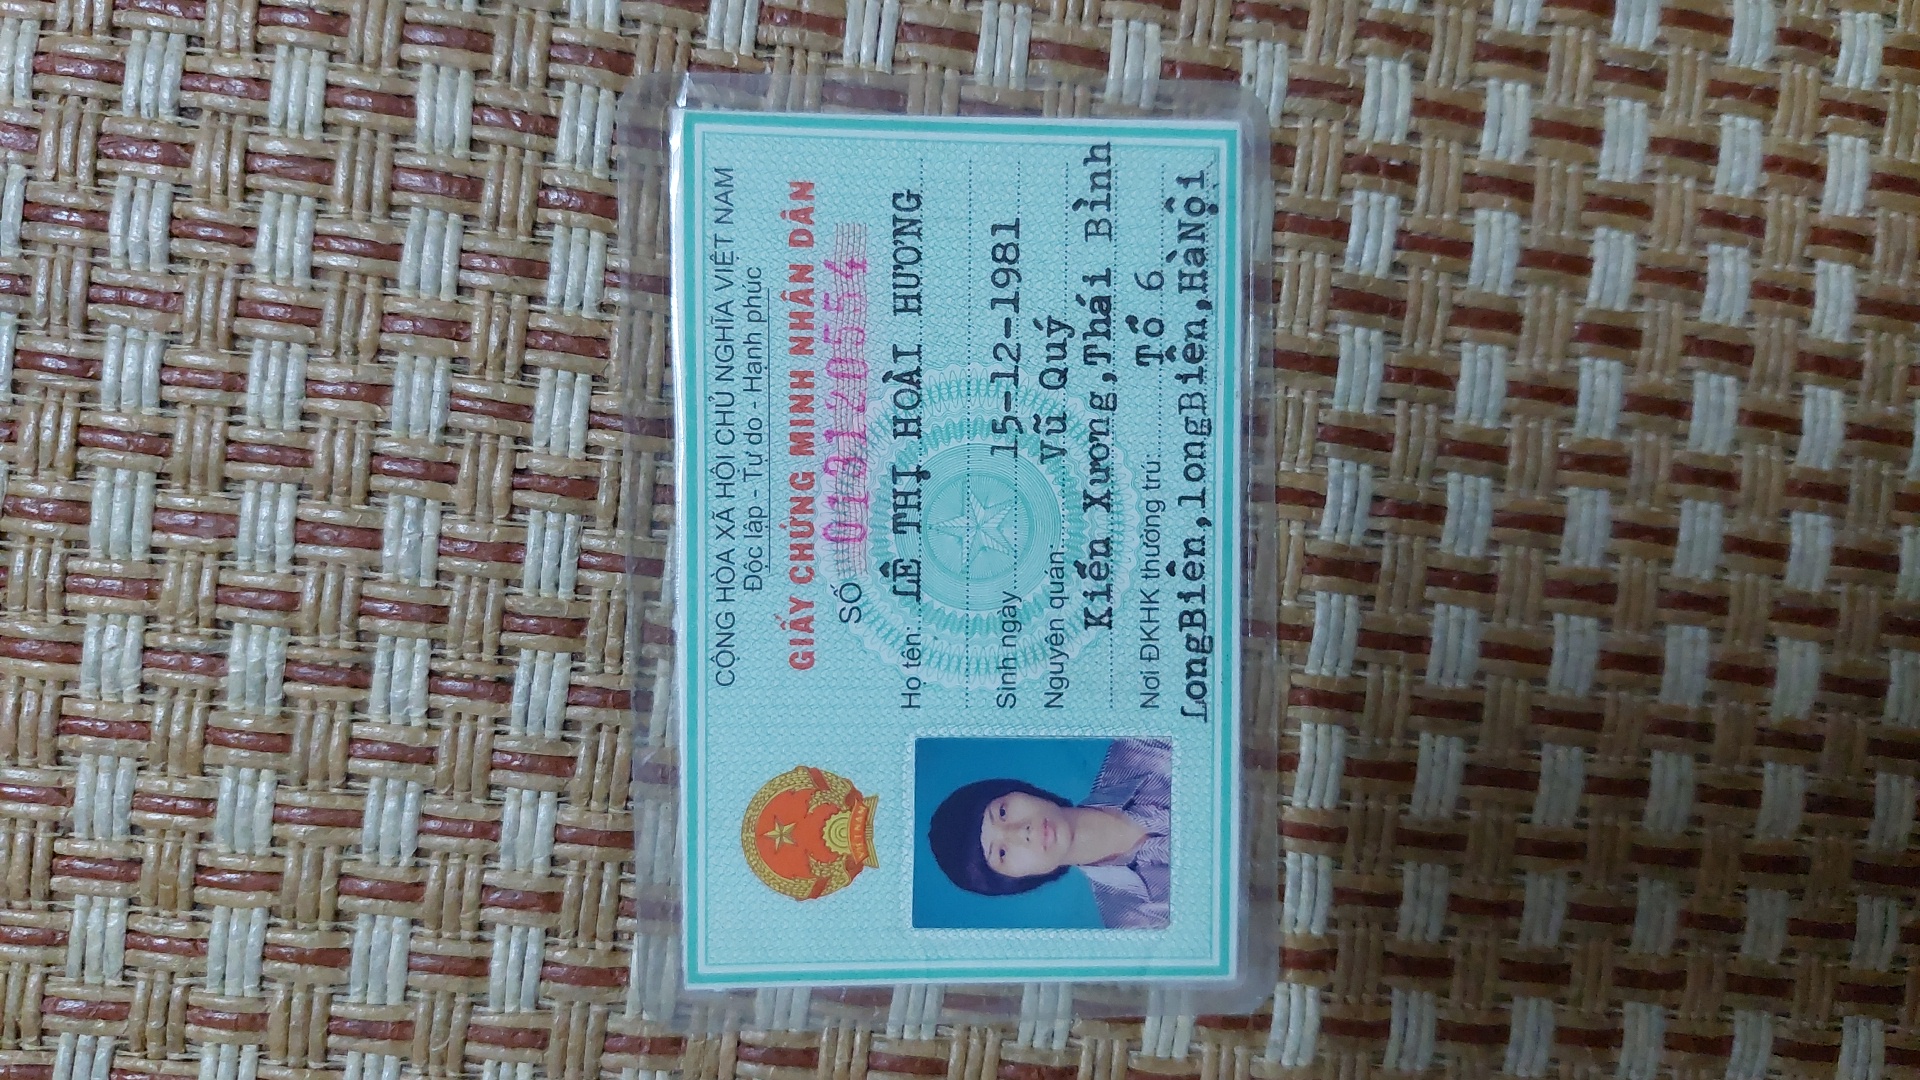 CỘNG HÒA XÃ HỘI CHỦ NGHĨA VIỆT NAM
Độc lập - Tự do - Hạnh phúc
GIẤY CHỨNG MINH NHÂN DÂN
SỐ 013120554
VIỆT NAM
Họ tên: LÊ THỊ HOÀI HƯƠNG
Sinh ngày 15-12-1981
Nguyên quán: Vũ Quý
Kiến Xương, Thái Bình
Nơi ĐKHK thường trú: Tổ 6
LongBiên, longBiên, HàNội